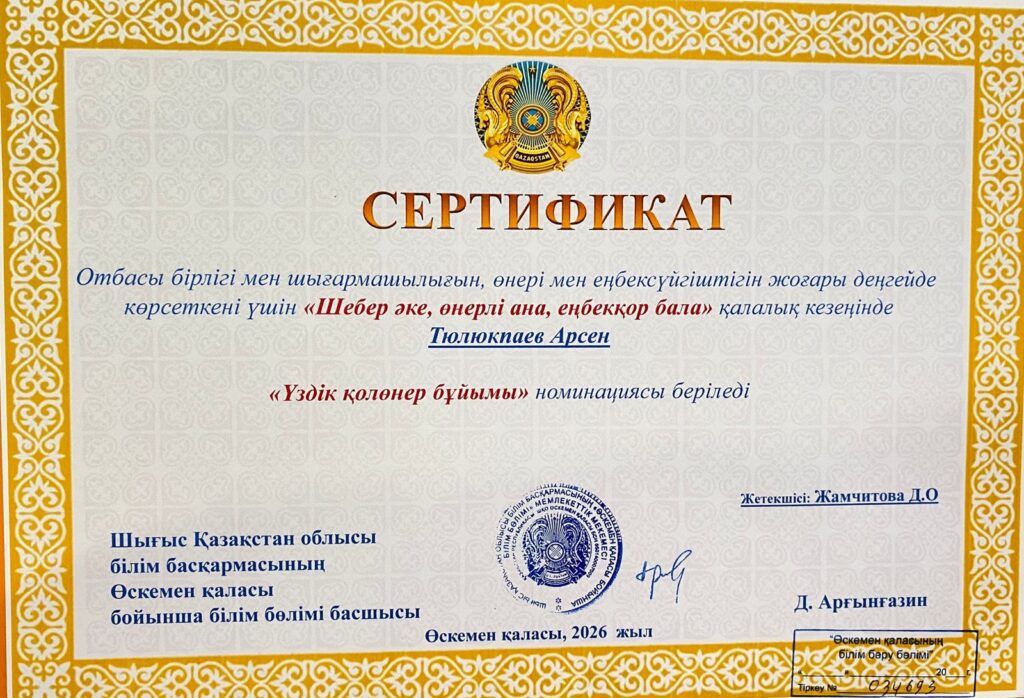 QAZAQSTAN
СЕРТИФИКАТ
Отбасы бірлігі мен шығармашылығын, өнері мен еңбексүйгіштігін жоғары деңгейде
көрсеткені үшін «Шебер әке, өнерлі ана, еңбекқор бала» қалалық кезеңінде
Тюлюкпаев Арсен
«Үздік қолөнер бұйымы» номинациясы беріледі
Жетекшісі: Жамчитова Д.О
Шығыс Қазақстан облысы
білім басқармасының
Өскемен қаласы
бойынша білім бөлімі басшысы
Д. Арғынғазин
Өскемен қаласы, 2026 жыл
"Өскемен қаласының
білім беру бөлімі"
20 г.
Тіркеу № 034693